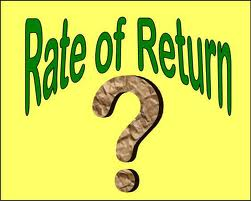 Rate of Return
?